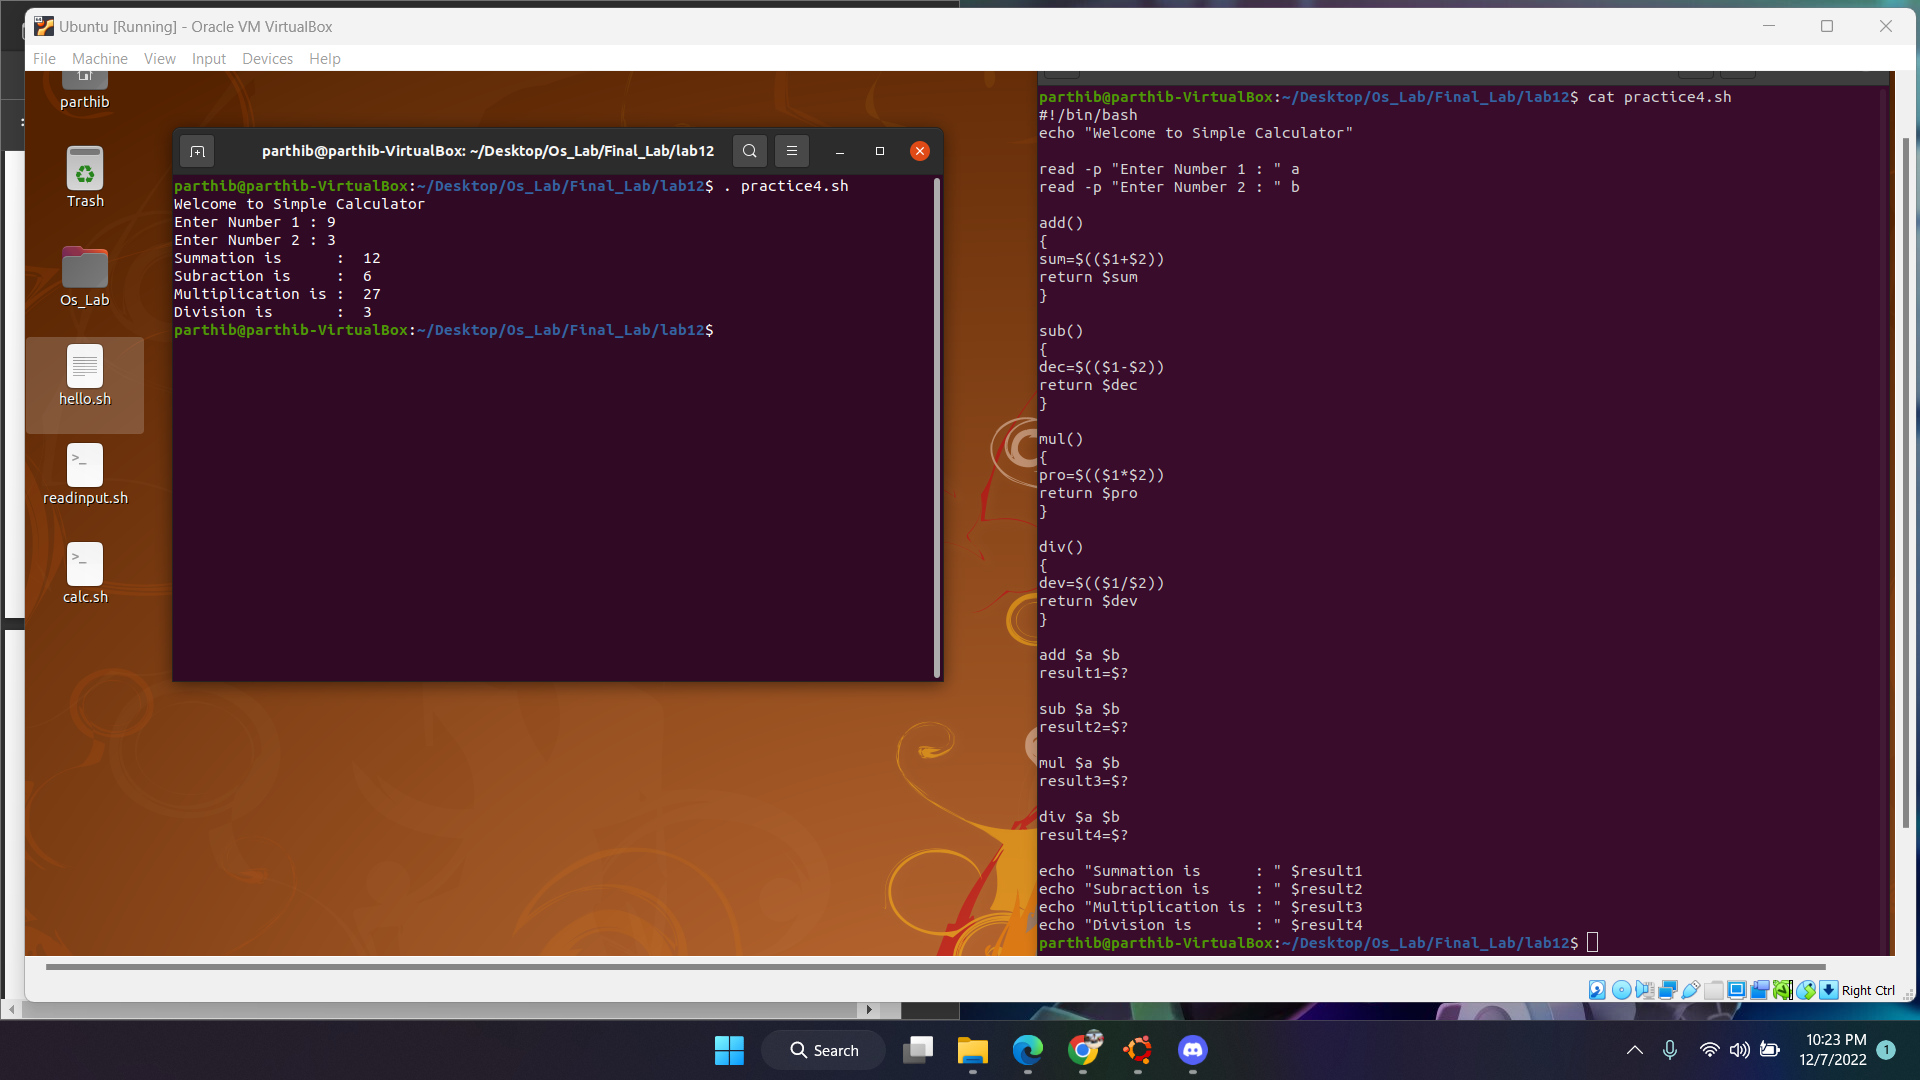 Ubuntu [Running] - Oracle VM VirtualBox
File Machine View Input Devices Help
parthib
Trash
Os_Lab
hello.sh
readinput.sh
calc.sh
parthib@parthib-VirtualBox: ~/Desktop/Os_Lab/Final_Lab/lab12
parthib@parthib-VirtualBox:~/Desktop/Os_Lab/Final_Lab/lab12$ . practice4.sh
Welcome to Simple Calculator
Enter Number 1 : 9
Enter Number 2 : 3
Summation is      :  12
Subraction is     :  6
Multiplication is :  27
Division is       :  3
parthib@parthib-VirtualBox:~/Desktop/Os_Lab/Final_Lab/lab12$
parthib@parthib-VirtualBox:~/Desktop/Os_Lab/Final_Lab/lab12$ cat practice4.sh
#!/bin/bash
echo "Welcome to Simple Calculator"
read -p "Enter Number 1 : " a
read -p "Enter Number 2 : " b
add()
{
sum=$(($1+$2))
return $sum
}
sub()
{
dec=$(($1-$2))
return $dec
}
mul()
{
pro=$(($1*$2))
return $pro
}
div()
{
dev=$(($1/$2))
return $dev
}
add $a $b
result1=$?
sub $a $b
result2=$?
mul $a $b
result3=$?
div $a $b
result4=$?
echo "Summation is      : " $result1
echo "Subraction is     : " $result2
echo "Multiplication is : " $result3
echo "Division is       : " $result4
parthib@parthib-VirtualBox:~/Desktop/Os_Lab/Final_Lab/lab12$
Right Ctrl
Search
10:23 PM
12/7/2022
1